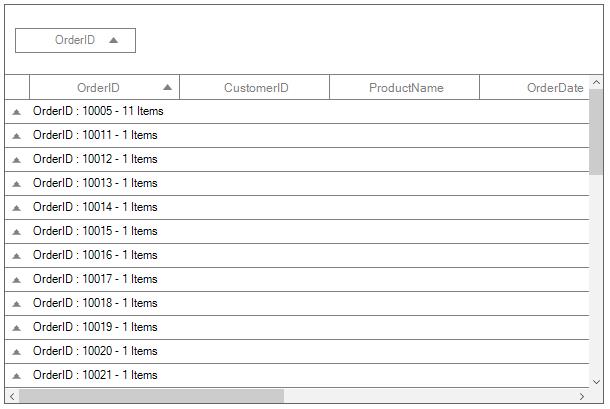 OrderID
OrderID CustomerID ProductName OrderDate
OrderID : 10005 - 11 Items
OrderID : 10011 - 1 Items
OrderID : 10012 - 1 Items
OrderID : 10013 - 1 Items
OrderID : 10014 - 1 Items
OrderID : 10015 - 1 Items
OrderID : 10016 - 1 Items
OrderID : 10017 - 1 Items
OrderID : 10018 - 1 Items
OrderID : 10019 - 1 Items
OrderID : 10020 - 1 Items
OrderID : 10021 - 1 Items